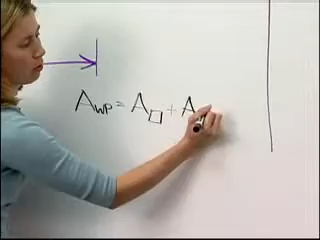 A_WP = A_□ + A